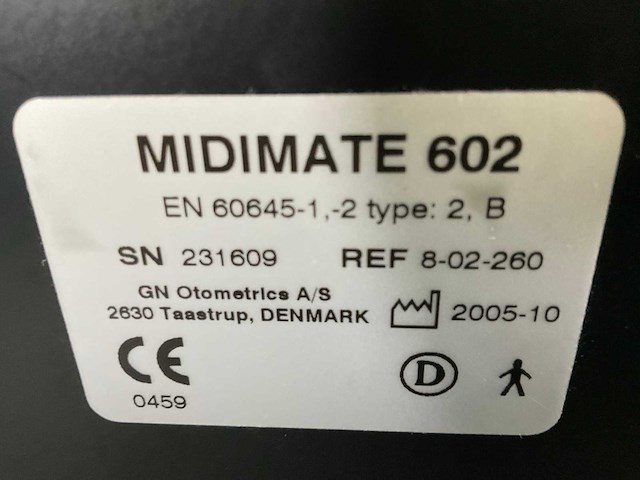 MIDIMATE 602
EN 60645-1,-2 type: 2, B
SN 231609 REF 8-02-260
GN Otometrics A/S
2630 Taastrup, DENMARK 2005-10
CE D
0459